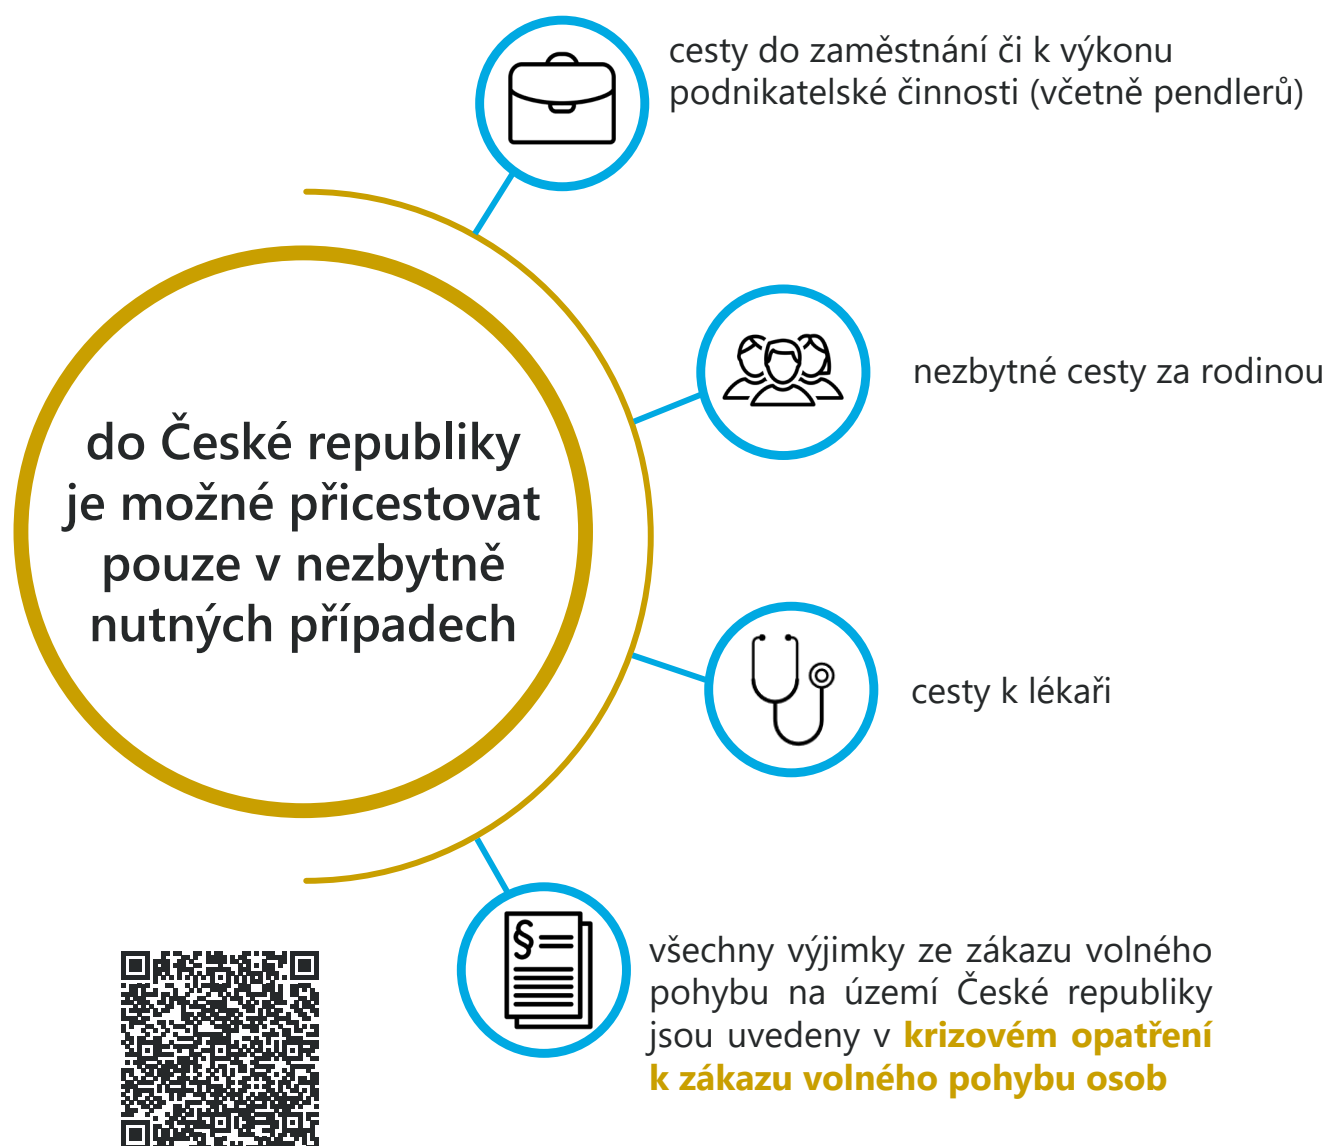 cesty do zaměstnání či k výkonu
podnikatelské činnosti (včetně pendlerů)
nezbytné cesty za rodinou
do České republiky
je možné přicestovat
pouze v nezbytně
nutných případech
cesty k lékaři
§
všechny výjimky ze zákazu volného
pohybu na území České republiky
jsou uvedeny v krizovém opatření
k zákazu volného pohybu osob